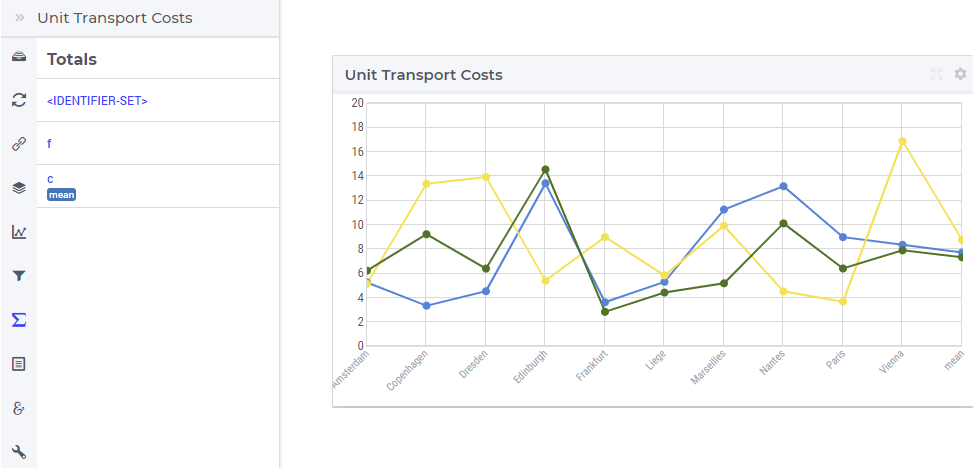 Unit Transport Costs
Totals
<IDENTIFIER-SET>
f
c
mean
Unit Transport Costs
20
18
16
14
12
10
8
6
4
2
0
Amsterdam
Copenhagen
Dresden
Edinburgh
Frankfurt
Liege
Marseilles
Nantes
Paris
Vienna
mean